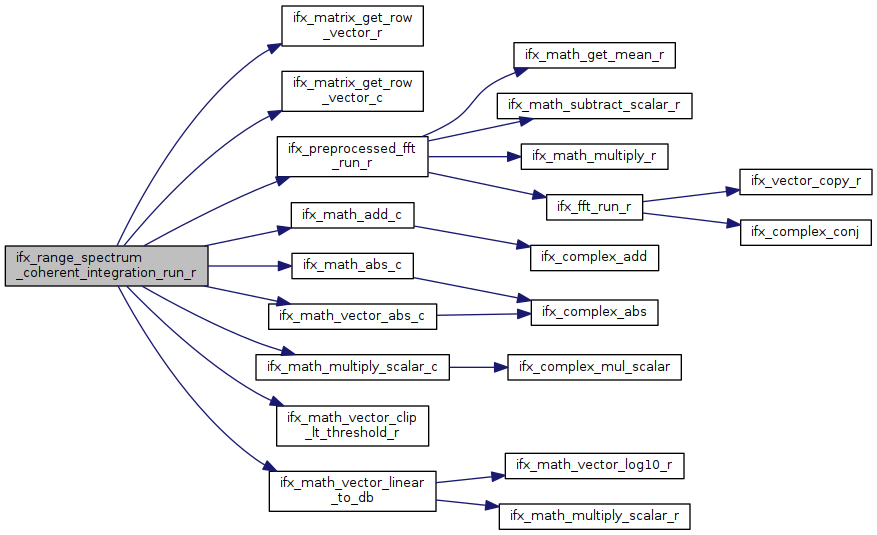 ifx_range_spectrum
_coherent_integration_run_r
ifx_matrix_get_row
_vector_r
ifx_matrix_get_row
_vector_c
ifx_preprocessed_fft
_run_r
ifx_math_get_mean_r
ifx_math_subtract_scalar_r
ifx_math_multiply_r
ifx_fft_run_r
ifx_vector_copy_r
ifx_complex_conj
ifx_math_add_c
ifx_complex_add
ifx_math_abs_c
ifx_math_vector_abs_c
ifx_complex_abs
ifx_math_multiply_scalar_c
ifx_complex_mul_scalar
ifx_math_vector_clip
_lt_threshold_r
ifx_math_vector_linear
_to_db
ifx_math_vector_log10_r
ifx_math_multiply_scalar_r